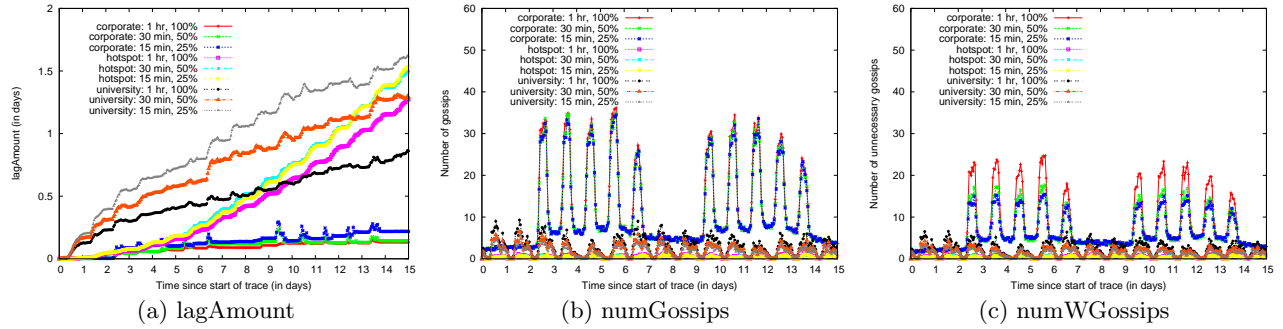 corporate: 1 hr, 100%
corporate: 30 min, 50%
corporate: 15 min, 25%
hotspot: 1 hr, 100%
hotspot: 30 min, 50%
hotspot: 15 min, 25%
university: 1 hr, 100%
university: 30 min, 50%
university: 15 min, 25%
2
1.5
1
0.5
0
lagAmount (in days)
0 1 2 3 4 5 6 7 8 9 10 11 12 13 14 15
Time since start of trace (in days)
(a) lagAmount
corporate: 1 hr, 100%
corporate: 30 min, 50%
corporate: 15 min, 25%
hotspot: 1 hr, 100%
hotspot: 30 min, 50%
hotspot: 15 min, 25%
university: 1 hr, 100%
university: 30 min, 50%
university: 15 min, 25%
60
50
40
30
20
10
0
Number of gossips
0 1 2 3 4 5 6 7 8 9 10 11 12 13 14 15
Time since start of trace (in days)
(b) numGossips
corporate: 1 hr, 100%
corporate: 30 min, 50%
corporate: 15 min, 25%
hotspot: 1 hr, 100%
hotspot: 30 min, 50%
hotspot: 15 min, 25%
university: 1 hr, 100%
university: 30 min, 50%
university: 15 min, 25%
60
50
40
30
20
10
0
Number of unnecessary gossips
0 1 2 3 4 5 6 7 8 9 10 11 12 13 14 15
Time since start of trace (in days)
(c) numWGossips